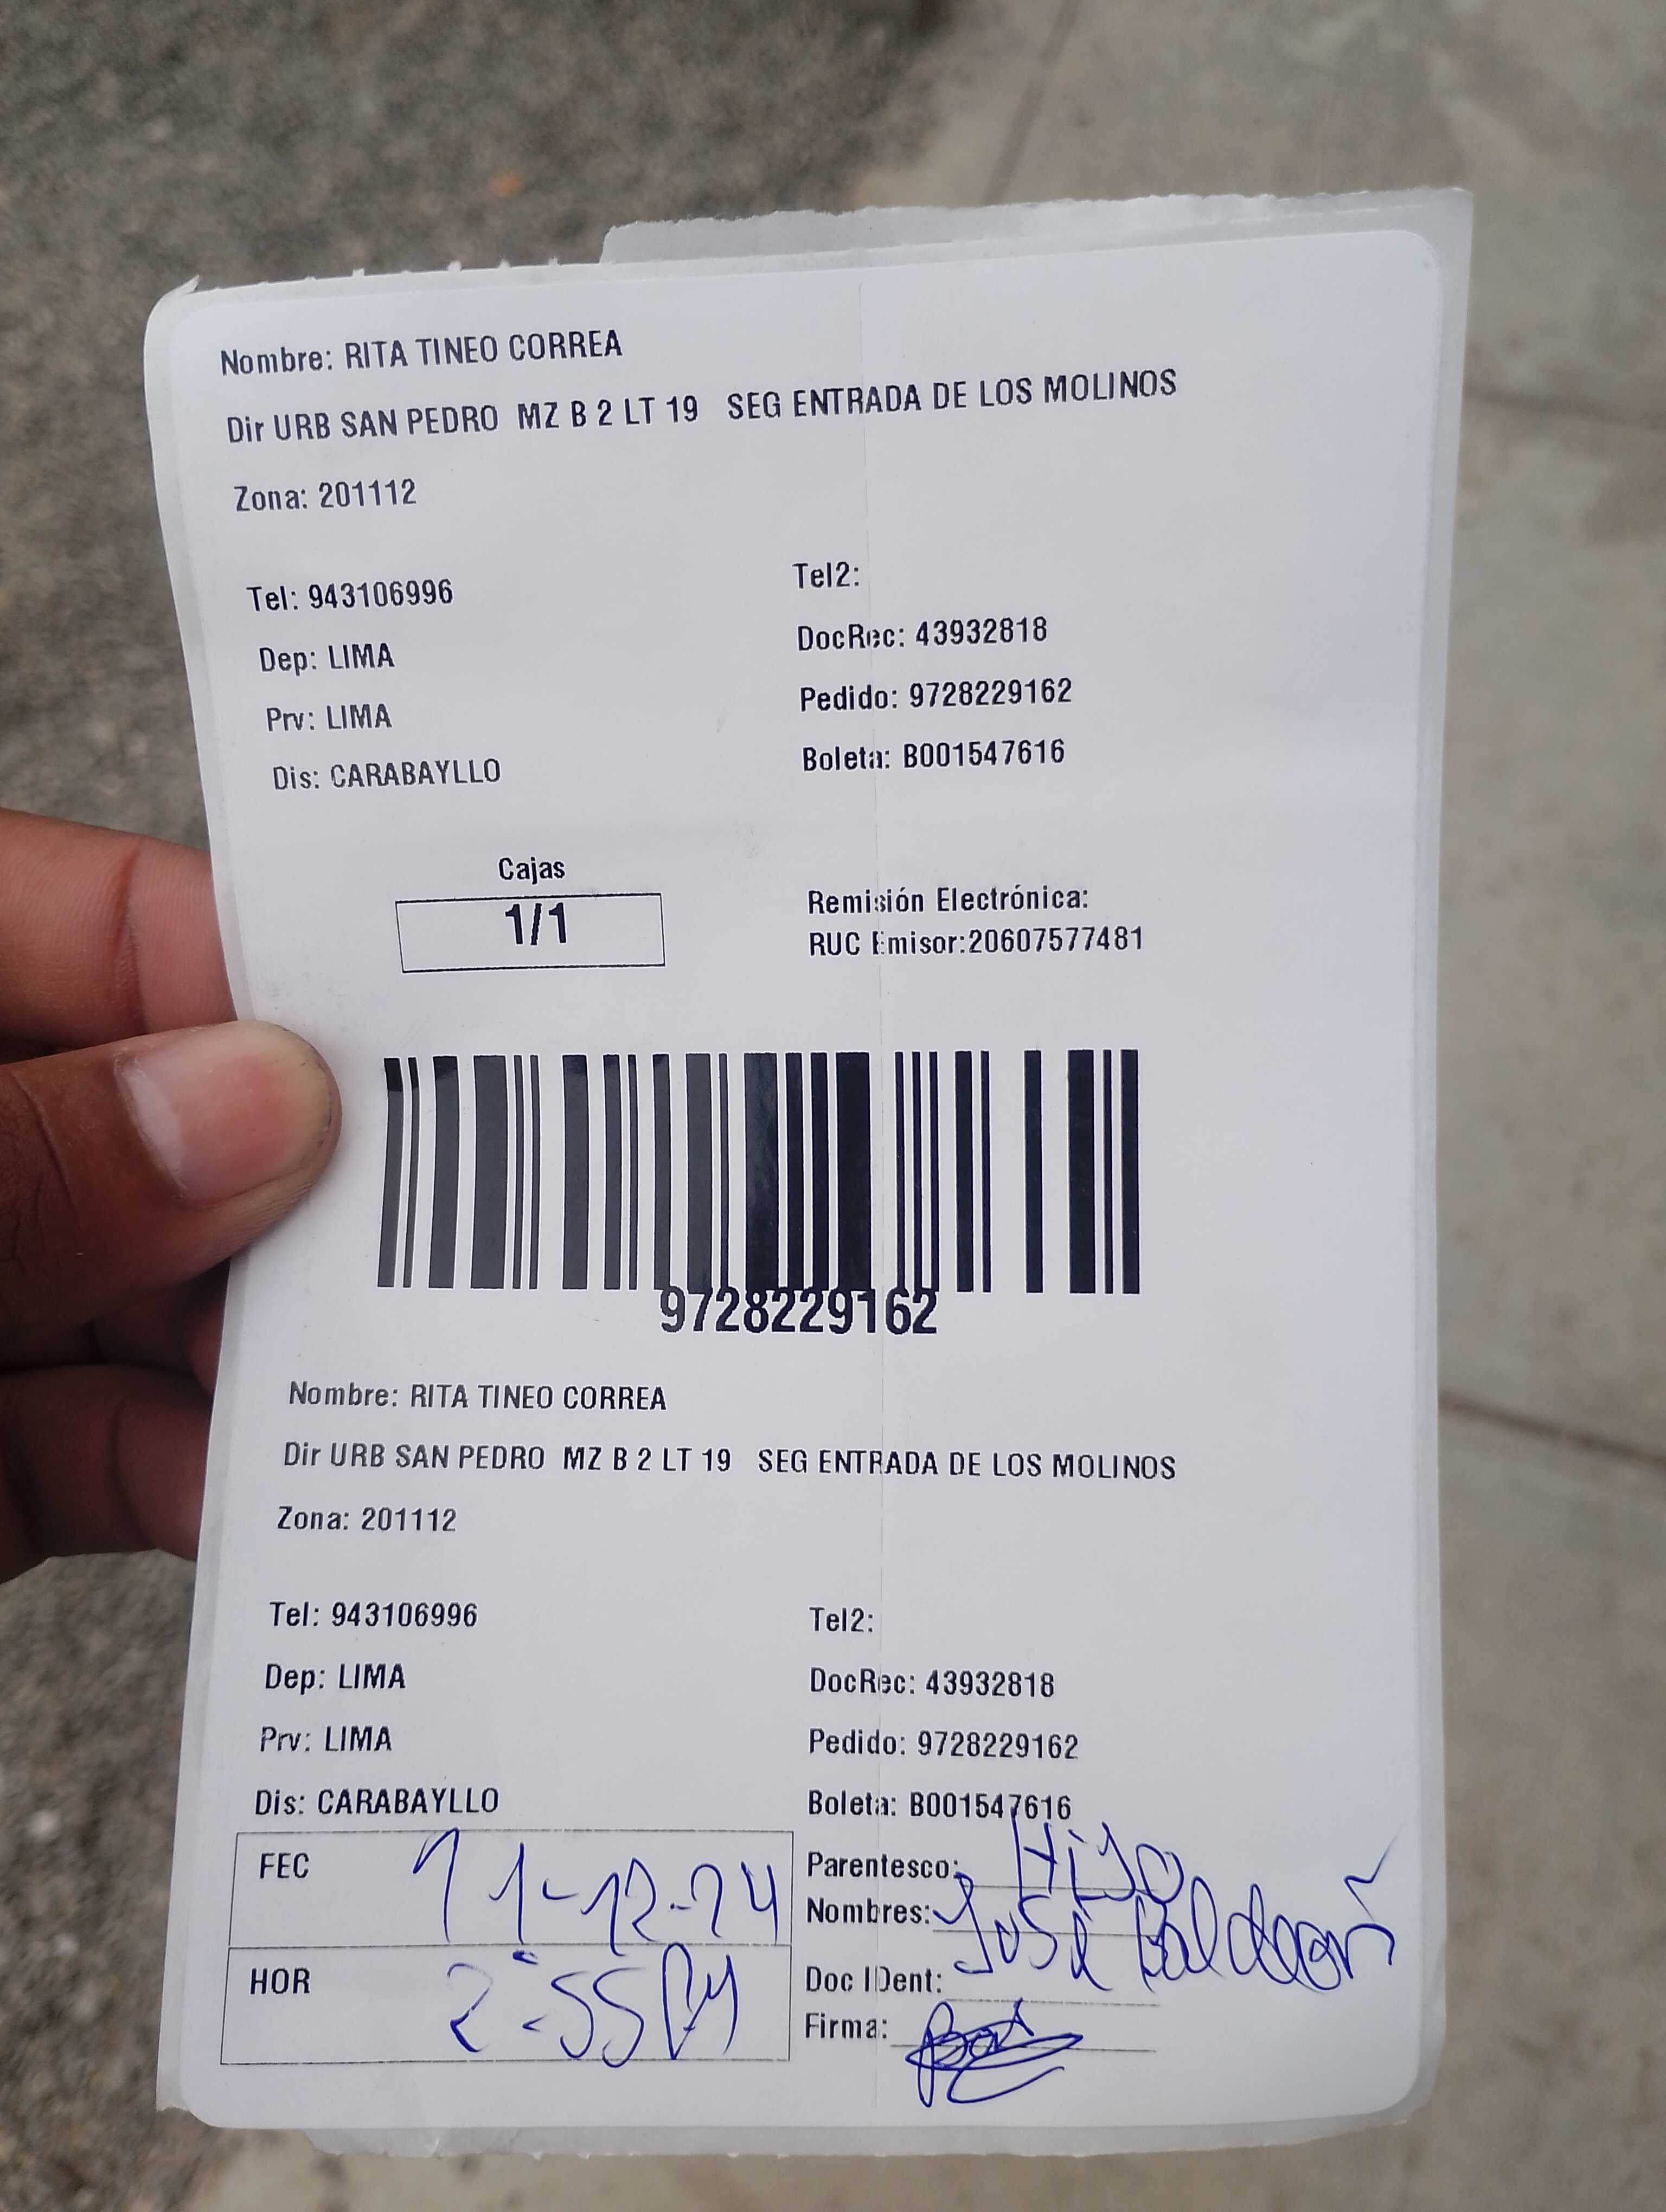 Nombre: RITA TINEO CORREA
Dir URB SAN PEDRO MZ B 2 LT 19 SEG ENTRADA DE LOS MOLINOS
Zona: 201112
Tel: 943106996
Tel2:
Dep: LIMA
DocRec: 43932818
Prv: LIMA
Pedido: 9728229162
Dis: CARABAYLLO
Boleta: B001547616
Cajas
1/1
Remisión Electrónica:
RUC Emisor:20607577481
9728229162
Nombre: RITA TINEO CORREA
Dir URB SAN PEDRO MZ B 2 LT 19 SEG ENTRADA DE LOS MOLINOS
Zona: 201112
Tel: 943106996
Tel2:
Dep: LIMA
DocRec: 43932818
Prv: LIMA
Pedido: 9728229162
Dis: CARABAYLLO
Boleta: B001547616
FEC 11-12-24
Parentesco: Hijo
Nombres: José
HOR 2:55 PM
Doc IDent:
Firma: